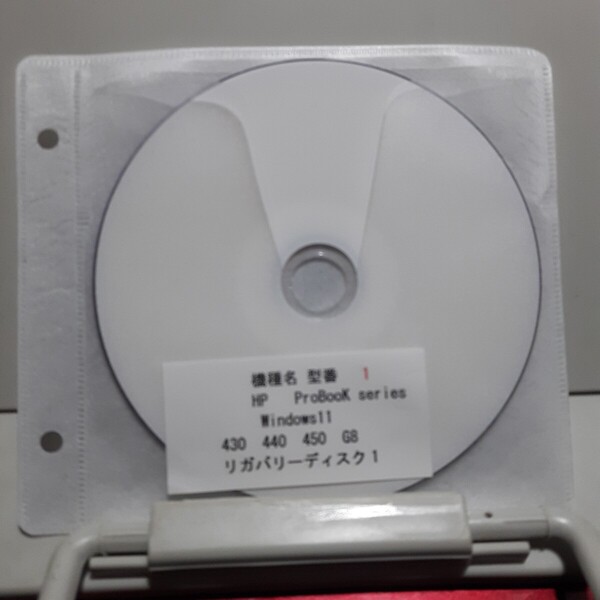 機種名 型番 1
HP ProBooK series
Windows11
430 440 450 G8
リガバリーディスク1